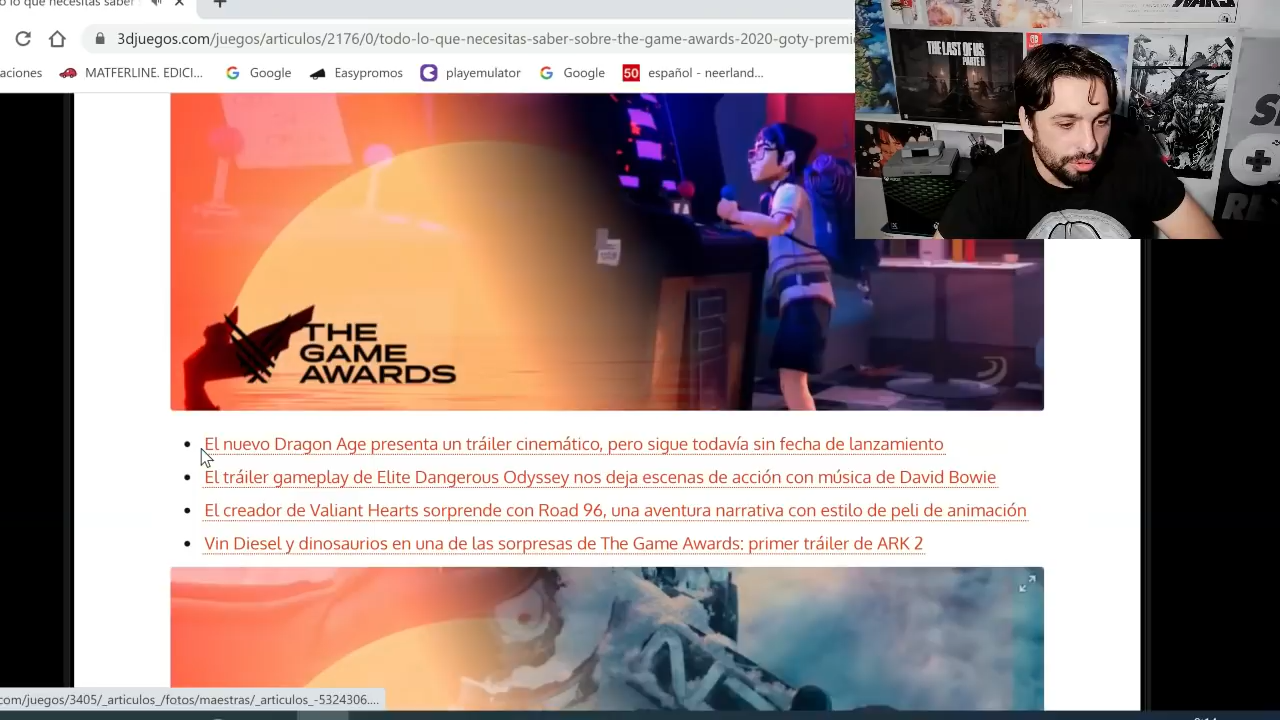 o lo que necesitas saber
3djuegos.com/juegos/articulos/2176/0/todo-lo-que-necesitas-saber-sobre-the-game-awards-2020-goty-premi
aciones
MATFERLINE. EDICI...
Google
Easypromos
playemulator
Google
50
español - neerland...
THE LAST OF US
PARTE II
THE
GAME
AWARDS
El nuevo Dragon Age presenta un tráiler cinemático, pero sigue todavía sin fecha de lanzamiento
El tráiler gameplay de Elite Dangerous Odyssey nos deja escenas de acción con música de David Bowie
El creador de Valiant Hearts sorprende con Road 96, una aventura narrativa con estilo de peli de animación
Vin Diesel y dinosaurios en una de las sorpresas de The Game Awards: primer tráiler de ARK 2
com/juegos/3405/_articulos_/fotos/maestras/_articulos_-5324306....